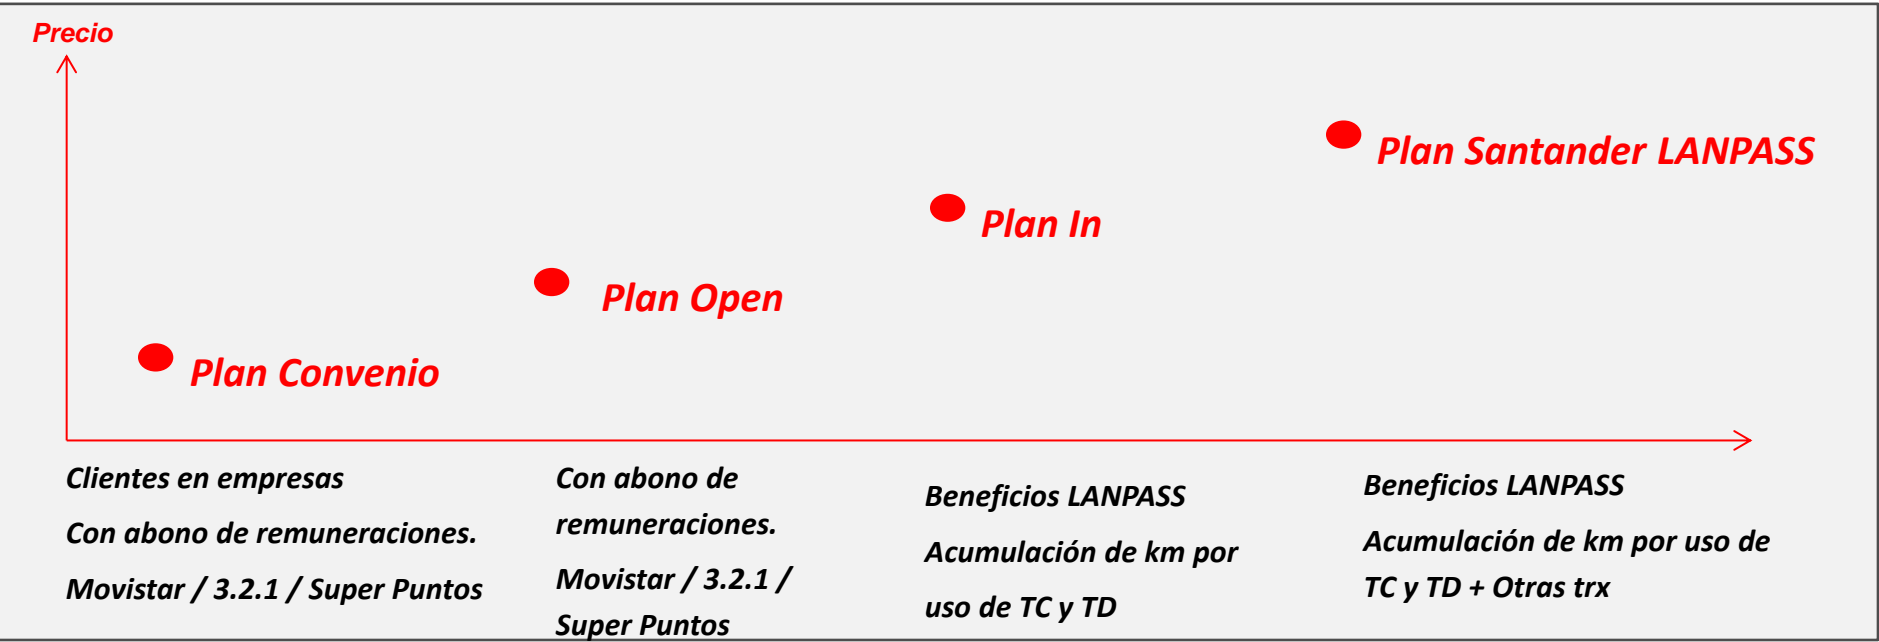 Precio
Plan Santander LANPASS
Plan In
Plan Open
Plan Convenio
Clientes en empresas
Con abono de remuneraciones.
Movistar / 3.2.1 / Super Puntos
Con abono de
remuneraciones.
Movistar / 3.2.1 /
Super Puntos
Beneficios LANPASS
Acumulación de km por
uso de TC y TD
Beneficios LANPASS
Acumulación de km por uso de
TC y TD + Otras trx